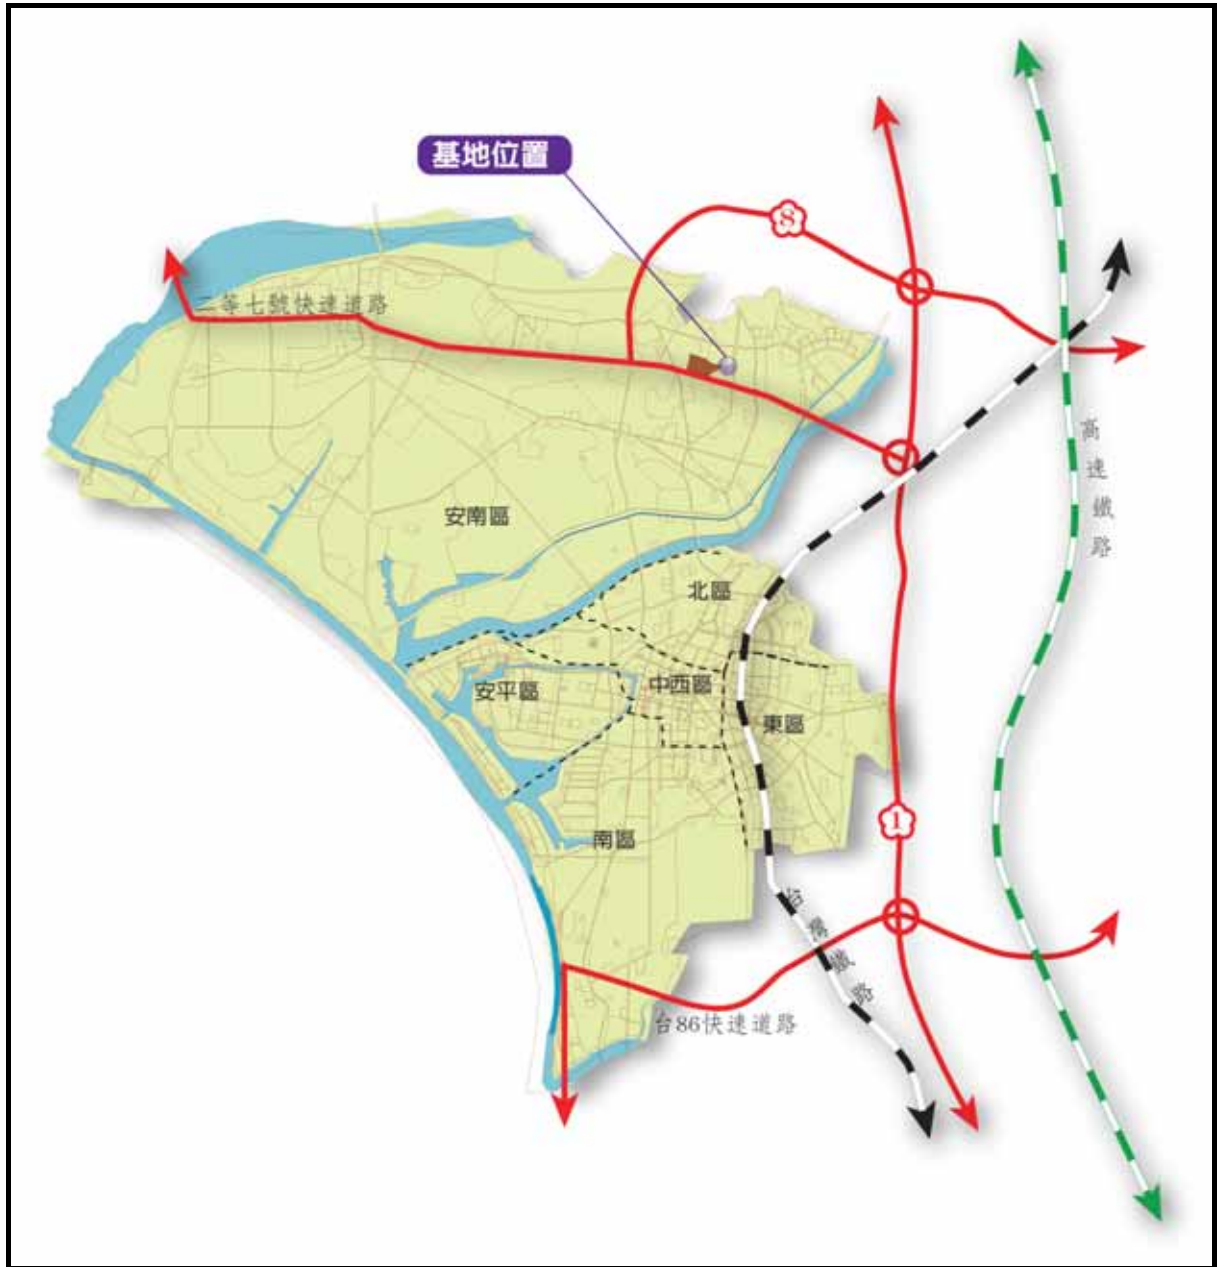 基地位置
8
二等七號快速道路
高速鐵路
安南區
北區
安平區
中西區
東區
1
南區
台灣鐵路
台86快速道路